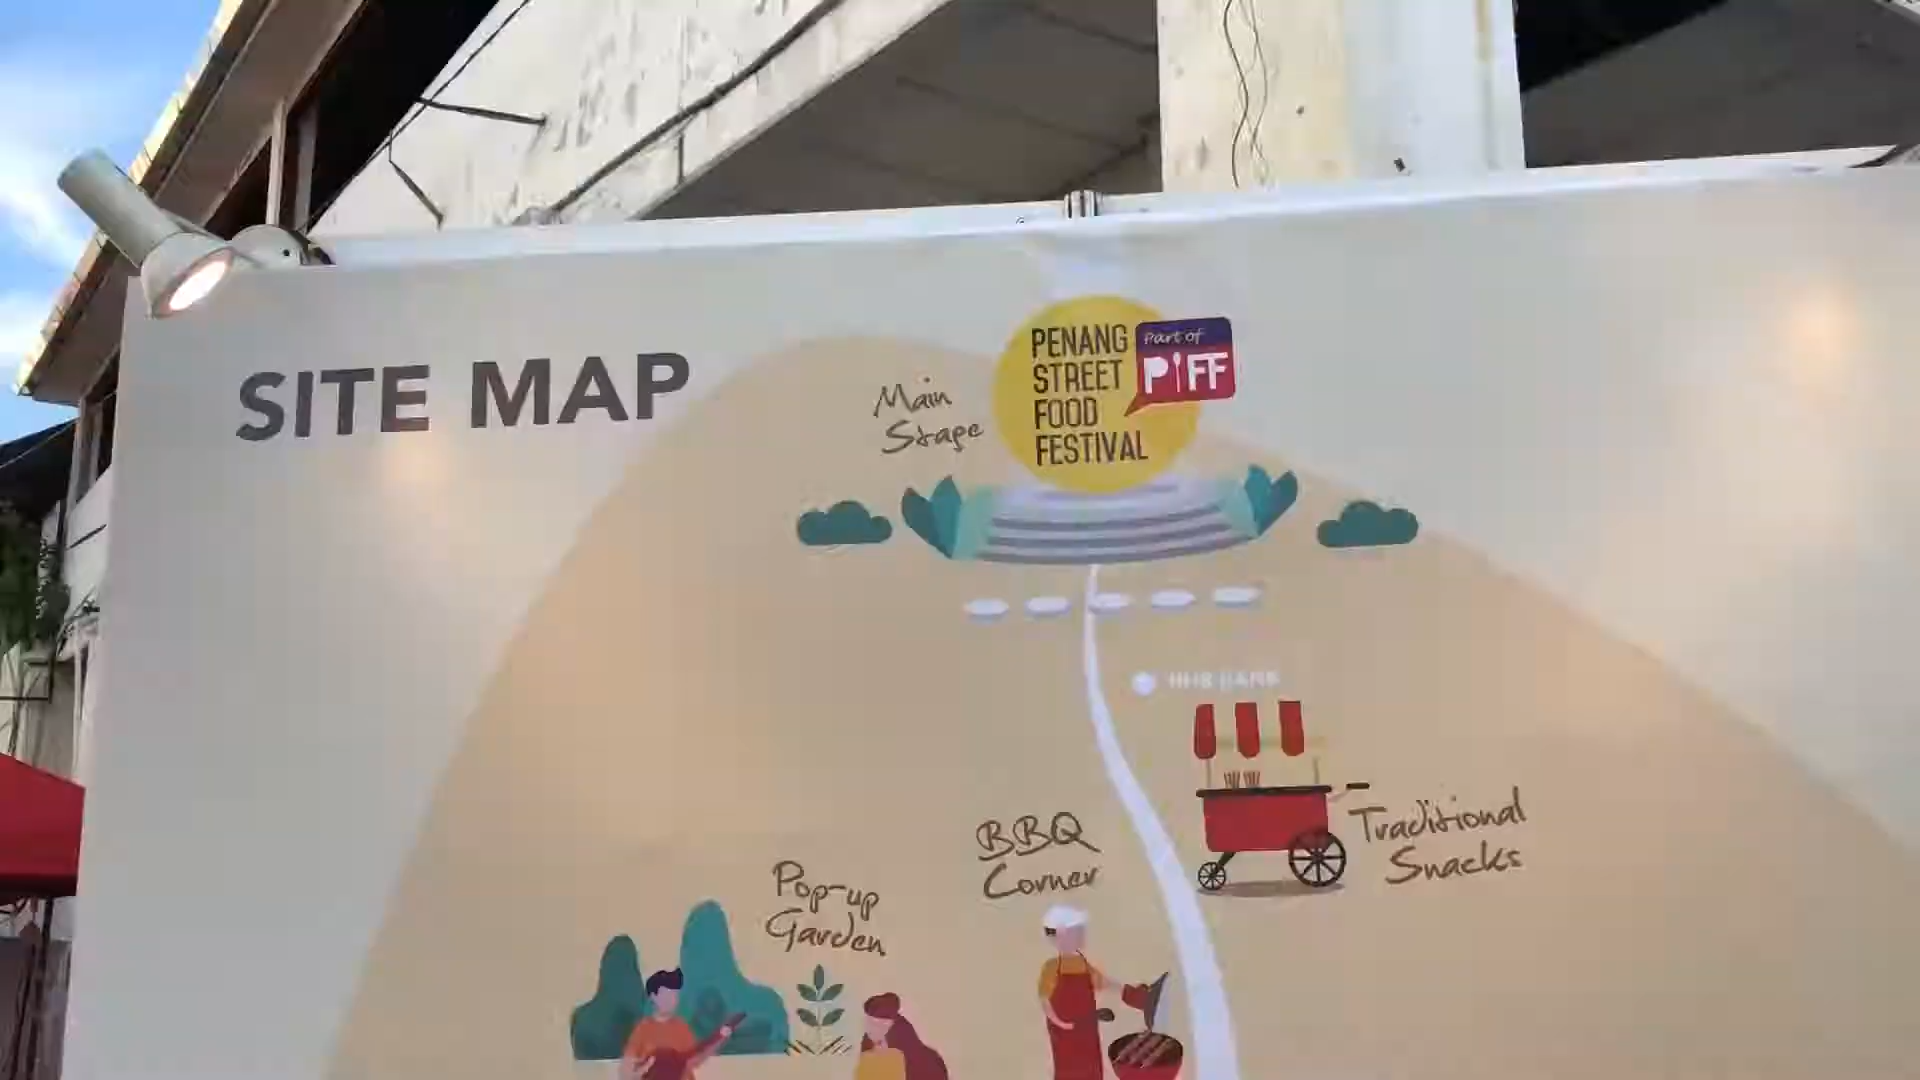 SITE MAP
PENANG
STREET
FOOD
FESTIVAL
Part of
PIFF
Main
Stage
BBQ
Corner
Traditional
Snacks
Pop-up
Garden